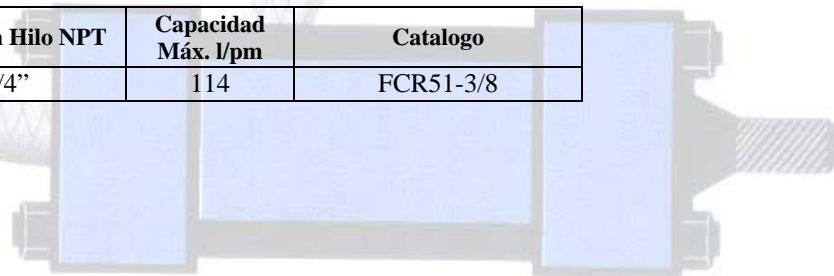 Hilo NPT Capacidad Máx. l/pm Catalogo
/4” 114 FCR51-3/8